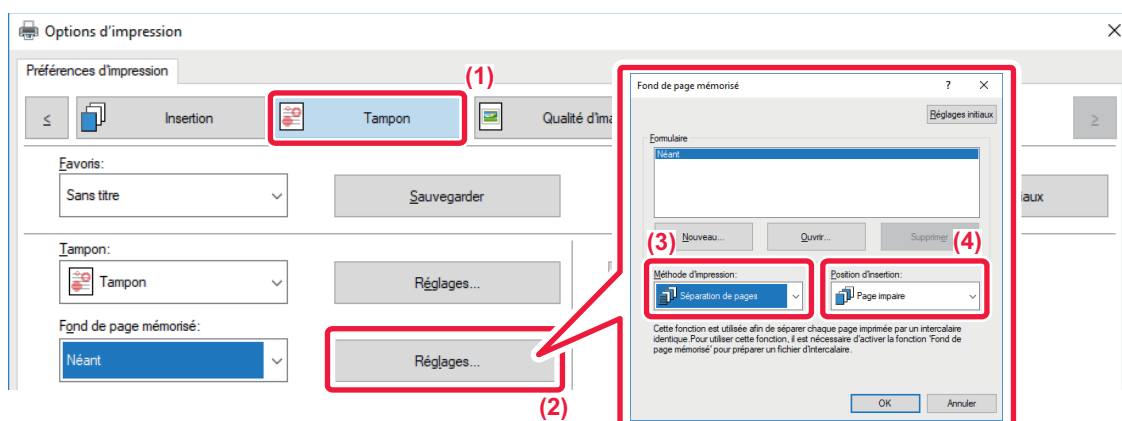 Options d'impression
Préférences d'impression
(1)
Insertion
Tampon
Qualité d'ima
Favoris:
Sans titre
Sauvegarder
iaux
Tampon:
Tampon
Réglages...
Fond de page mémorisé:
Néant
Réglages...
(2)
Fond de page mémorisé
?
Réglages initiaux
Formulaire
Néant
Nouveau...
Ouvrir...
Supprimer
(3)
(4)
Méthode d'impression:
Position d'insertion:
Séparation de pages
Page impaire
Cette fonction est utilisée afin de séparer chaque page imprimée par un intercalaire
identique.Pour utiliser cette fonction, il est nécessaire d'activer la fonction 'Fond de
page mémorisé' pour préparer un fichier d'intercalaire.
OK
Annuler